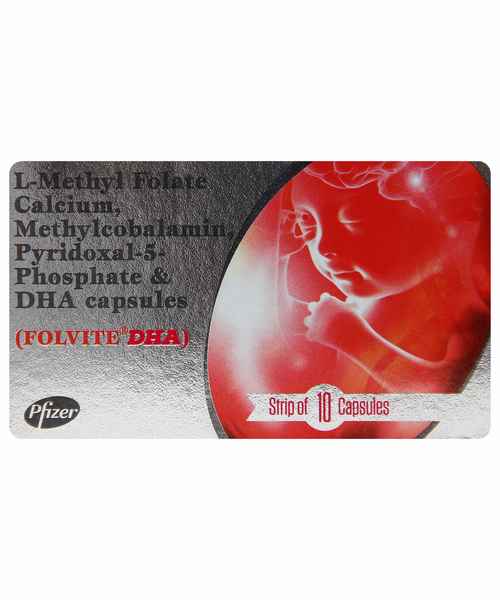 L-Methyl Folate
Calcium,
Methylcobalamin,
Pyridoxal-5-
Phosphate &
DHA capsules
(FOLVITE® DHA)
Strip of 10 Capsules
Pfizer